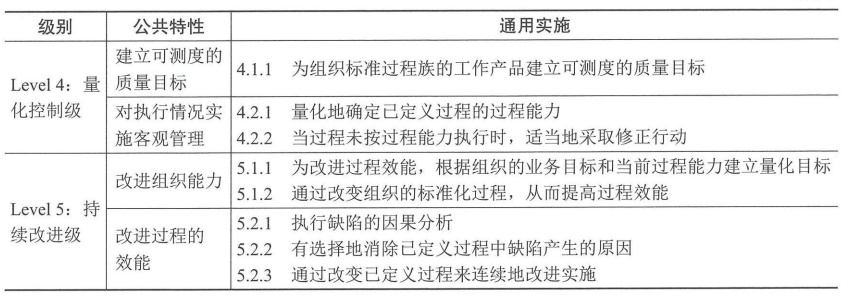 级别 公共特性 通用实施
Level 4：量化控制级
建立可测度的质量目标
4.1.1 为组织标准过程族的工作产品建立可测度的质量目标
对执行情况实施客观管理
4.2.1 量化地确定已定义过程的过程能力
4.2.2 当过程未按过程能力执行时，适当地采取修正行动
Level 5：持续改进级
改进组织能力
5.1.1 为改进过程效能，根据组织的业务目标和当前过程能力建立量化目标
5.1.2 通过改变组织的标准化过程，从而提高过程效能
改进过程的效能
5.2.1 执行缺陷的因果分析
5.2.2 有选择地消除已定义过程中缺陷产生的原因
5.2.3 通过改变已定义过程来连续地改进实施